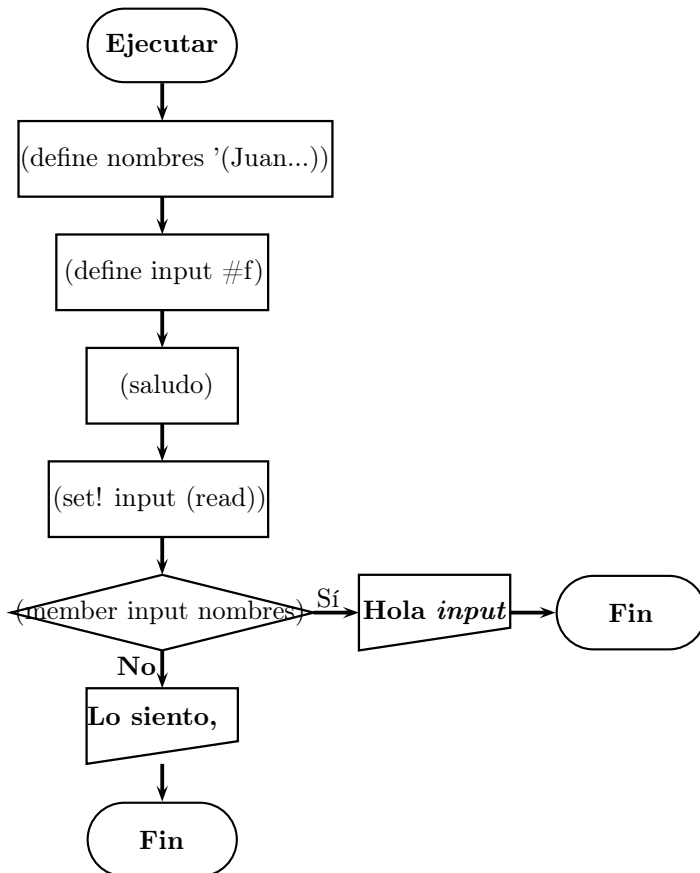 Ejecutar
(define nombres ’(Juan...))
(define input #f)
(saludo)
(set! input (read))
(member input nombres)
Sí
Hola input
Fin
No
Lo siento,
Fin